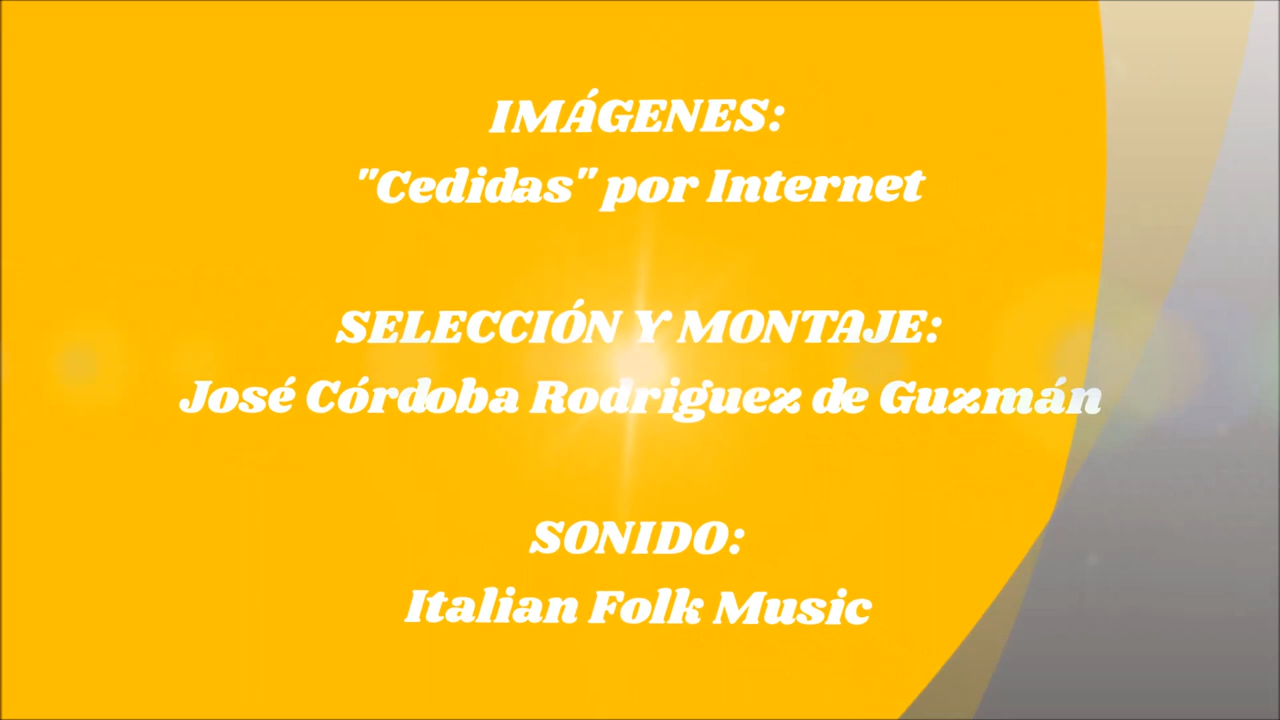 IMÁGENES:
"Cedidas" por Internet
SELECCIÓN Y MONTAJE:
José Córdoba Rodriguez de Guzmán
SONIDO:
Italian Folk Music